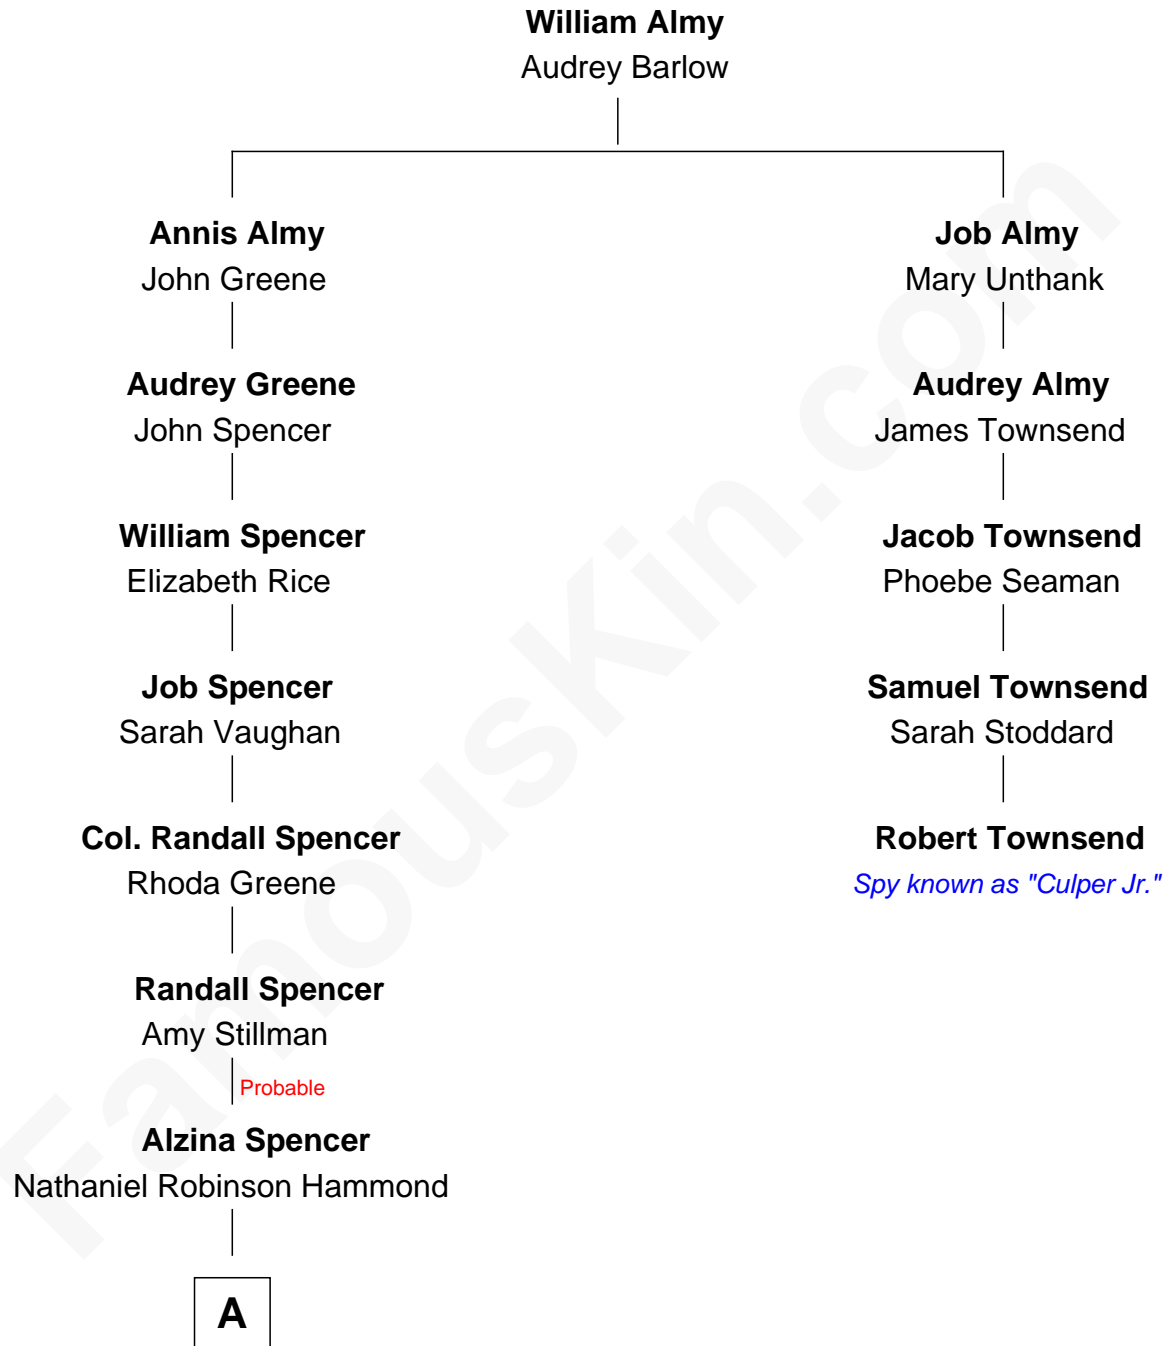 William Almy
Audrey Barlow
Annis Almy
John Greene
Job Almy
Mary Unthank
Audrey Greene
John Spencer
Audrey Almy
James Townsend
William Spencer
Elizabeth Rice
Jacob Townsend
Phoebe Seaman
Job Spencer
Sarah Vaughan
Samuel Townsend
Sarah Stoddard
Col. Randall Spencer
Rhoda Greene
Robert Townsend
Spy known as "Culper Jr."
Randall Spencer
Amy Stillman
Probable
Alzina Spencer
Nathaniel Robinson Hammond
A
FamousKin.com